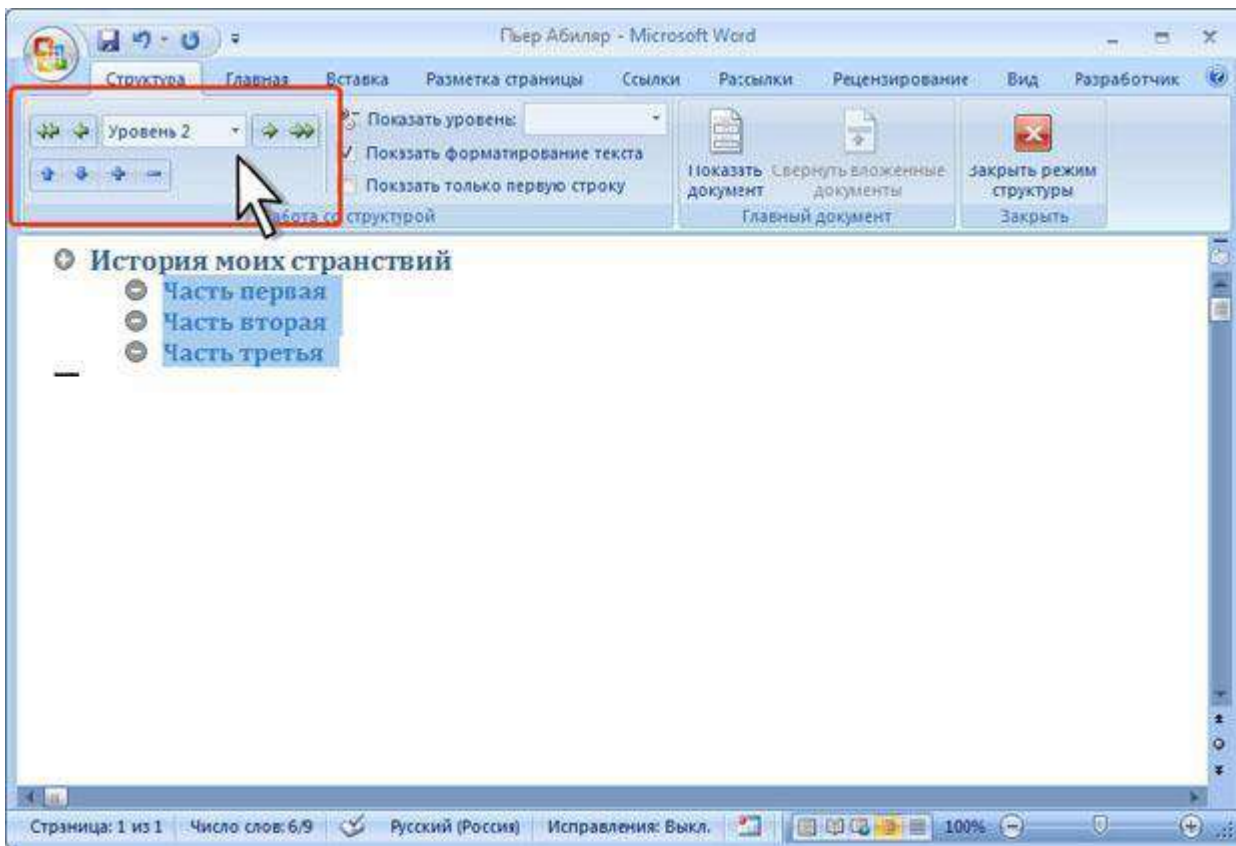 Пьер Абиляр - Microsoft Word
Структура Главная Вставка Разметка страницы Ссылки Рассылки Рецензирование Вид Разработчик
Уровень 2
Показать уровень:
Показать форматирование текста
Показать только первую строку
Показать документ
Свернуть вложенные документы
Закрыть режим структуры
Работа со структурой
Главный документ
Закрыть
История моих странствий
Часть первая
Часть вторая
Часть третья
Страница: 1 из 1 Число слов: 6/9 Русский (Россия) Исправления: Выкл. 100%